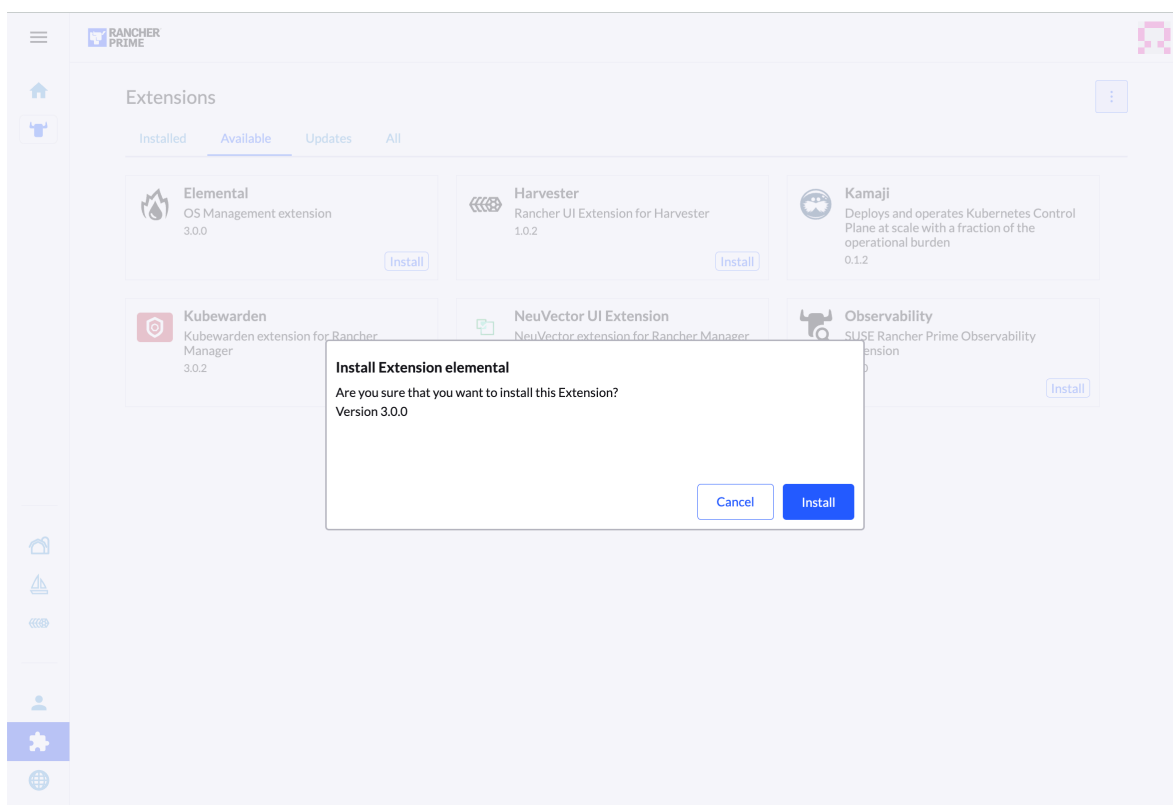 RANCHER
PRIME
Extensions
Installed
Available
Updates
All
Elemental
OS Management extension
3.0.0
Install
Harvester
Rancher UI Extension for Harvester
1.0.2
Install
Kamaji
Deploys and operates Kubernetes Control
Plane at scale with a fraction of the
operational burden
0.1.2
Kubewarden
Kubewarden extension for Rancher
Manager
3.0.2
NeuVector UI Extension
NeuVector extension for Rancher Manager
Observability
SUSE Rancher Prime Observability
Install
Install Extension elemental
Are you sure that you want to install this Extension?
Version 3.0.0
Cancel
Install